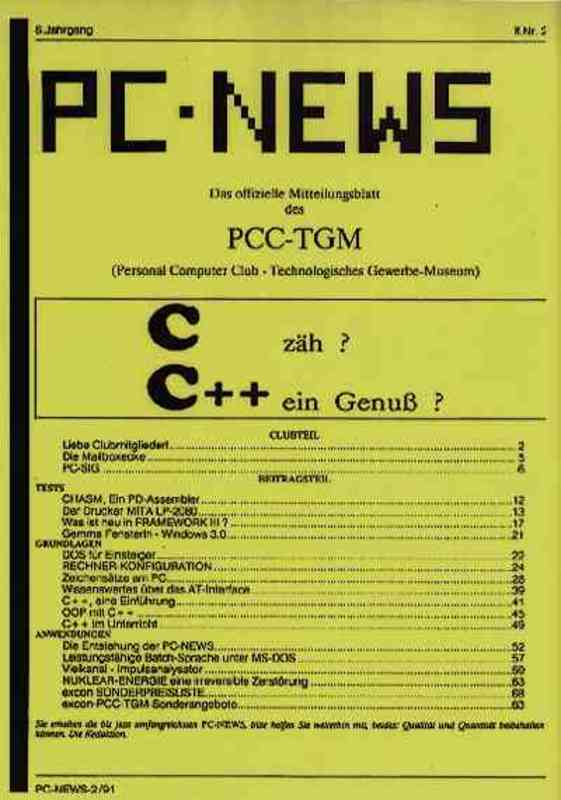 6.Jahrgang
Nr. 2
PC-NEWS
Das offizielle Mitteilungsblatt
des
PCC-TGM
(Personal Computer Club - Technologisches Gewerbe-Museum)
C zäh ?
C++ ein Genuß ?
CLUBTEIL
Liebe Clubmitglieder! 2
Die Mailboxecke
PC-SIG 6
BEITRAGSTEIL
TESTS
CHASM, Ein PD-Assembler 12
Der Drucker MITA LP-2080 13
Was ist neu in FRAMEWORK III ? 17
Gemma Fensterln - Windows 3.0 21
GRUNDLAGEN
DOS für Einsteiger 22
RECHNER KONFIGURATION 24
Zeichensätze am PC 28
Wissenswertes über das AT-Interface 39
C++, eine Einführung 41
OOP mit C++ 45
C++ im Unterricht 49
ANWENDUNGEN
Die Entstehung der PC-NEWS 52
Leistungsfähige Batch-Sprache unter MS-DOS 57
Vielkanal - Impulsanalysator
NUKLEAR-ENERGIE eine irreversible Zerstörung 63
excon SONDERPREISLISTE 68
excon-PCC-TGM Sonderangebote 63
Sie erhalten die bis jetzt umfangreichsten PC-NEWS, bitte helfen Sie weiterhin mit, beides: Qualität und Quantität beibehalten
können. Die Redaktion.
PC-NEWS-2/91